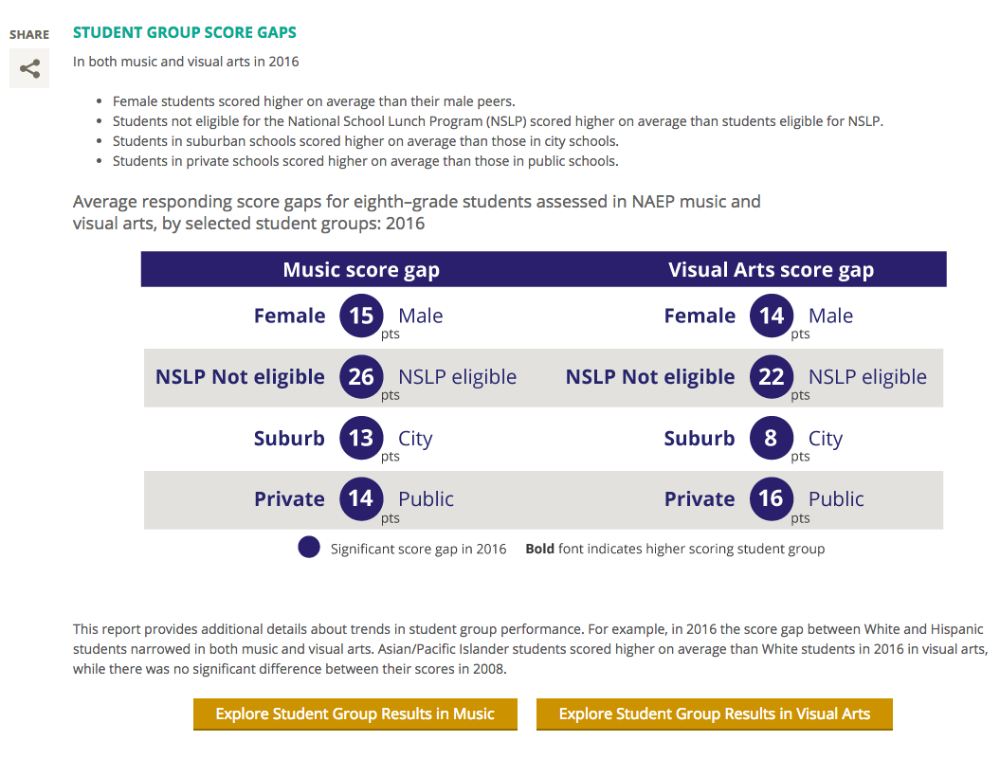 SHARE
STUDENT GROUP SCORE GAPS
In both music and visual arts in 2016
• Female students scored higher on average than their male peers.
• Students not eligible for the National School Lunch Program (NSLP) scored higher on average than students eligible for NSLP.
• Students in suburban schools scored higher on average than those in city schools.
• Students in private schools scored higher on average than those in public schools.
Average responding score gaps for eighth–grade students assessed in NAEP music and
visual arts, by selected student groups: 2016
Music score gap Visual Arts score gap
Female 15 pts Male Female 14 pts Male
NSLP Not eligible 26 pts NSLP eligible NSLP Not eligible 22 pts NSLP eligible
Suburb 13 pts City Suburb 8 pts City
Private 14 pts Public Private 16 pts Public
Significant score gap in 2016 Bold font indicates higher scoring student group
This report provides additional details about trends in student group performance. For example, in 2016 the score gap between White and Hispanic
students narrowed in both music and visual arts. Asian/Pacific Islander students scored higher on average than White students in 2016 in visual arts,
while there was no significant difference between their scores in 2008.
Explore Student Group Results in Music Explore Student Group Results in Visual Arts